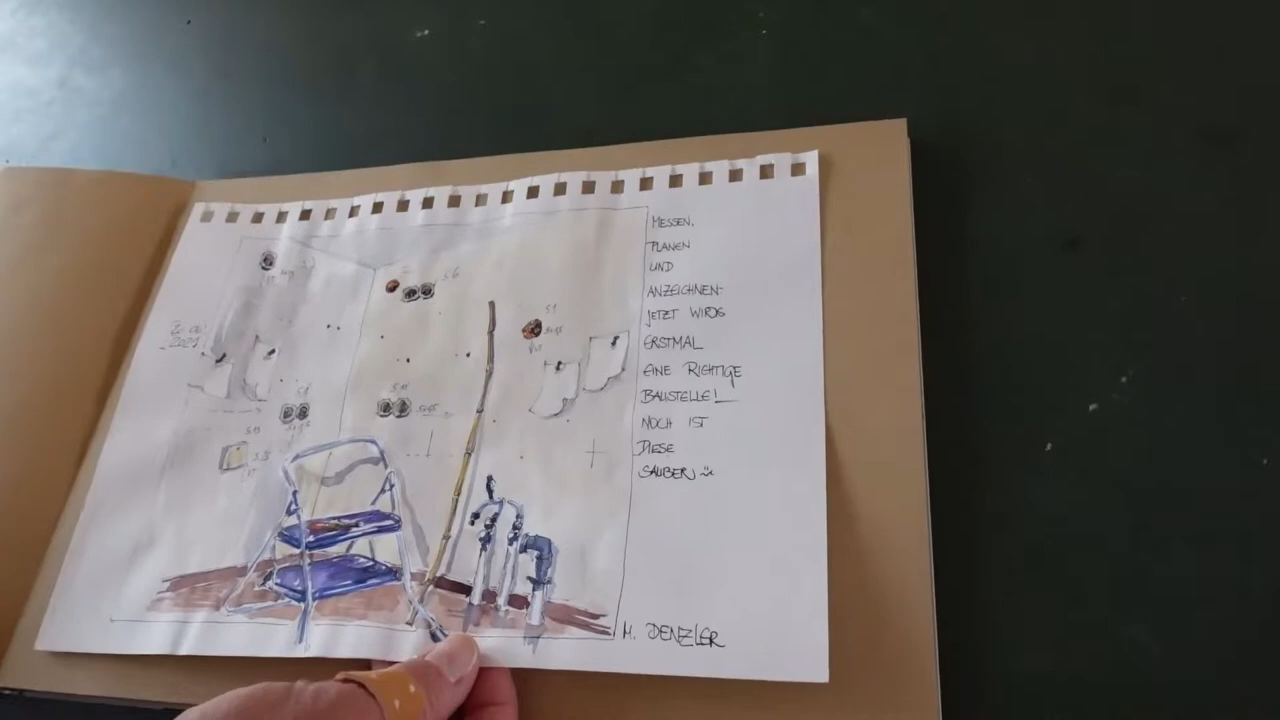 MESSEN,
PLANEN
UND
ANZEICHNEN-
JETZT WIRDS
ERSTMAL
EINE RICHTIGE
BAUSTELLE!
NOCH IST
DIESE
SAUBER
M. DENZLER